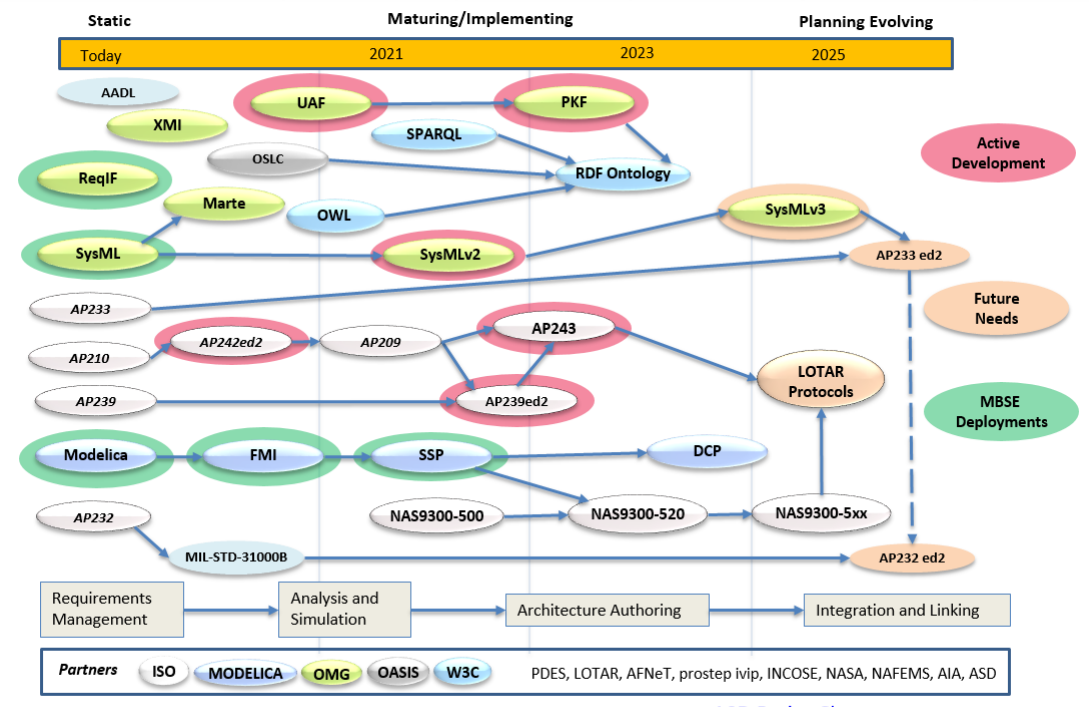 Static
Maturing/Implementing
Planning Evolving
Today
2021
2023
2025
AADL
UAF
PKF
XMI
SPARQL
OSLC
RDF Ontology
Active
Development
ReqIF
Marte
OWL
SysMLv3
SysML
SysMLv2
AP233 ed2
AP233
Future
Needs
AP242ed2
AP209
AP243
AP210
LOTAR
Protocols
AP239
AP239ed2
MBSE
Deployments
Modelica
FMI
SSP
DCP
AP232
NAS9300-500
NAS9300-520
NAS9300-5xx
MIL-STD-31000B
AP232 ed2
Requirements
Management
Analysis and
Simulation
Architecture Authoring
Integration and Linking
Partners
ISO
MODELICA
OMG
OASIS
W3C
PDES, LOTAR, AFNeT, prostep ivip, INCOSE, NASA, NAFEMS, AIA, ASD